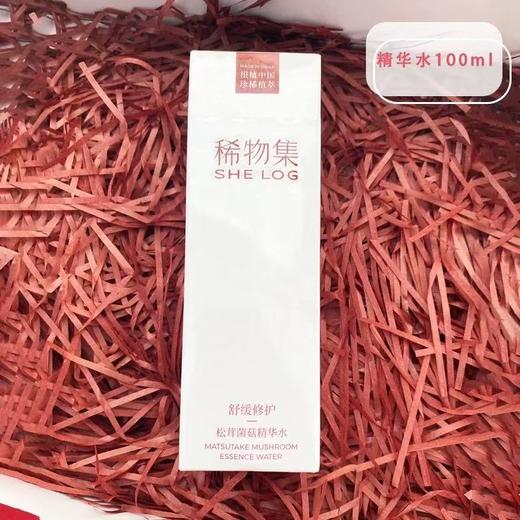 精华水100ml
MADE IN CHINA
根植中国
珍稀植萃
稀物集
SHE LOG
舒缓修护
松茸菌菇精华水
MATSUTAKE MUSHROOM
ESSENCE WATER